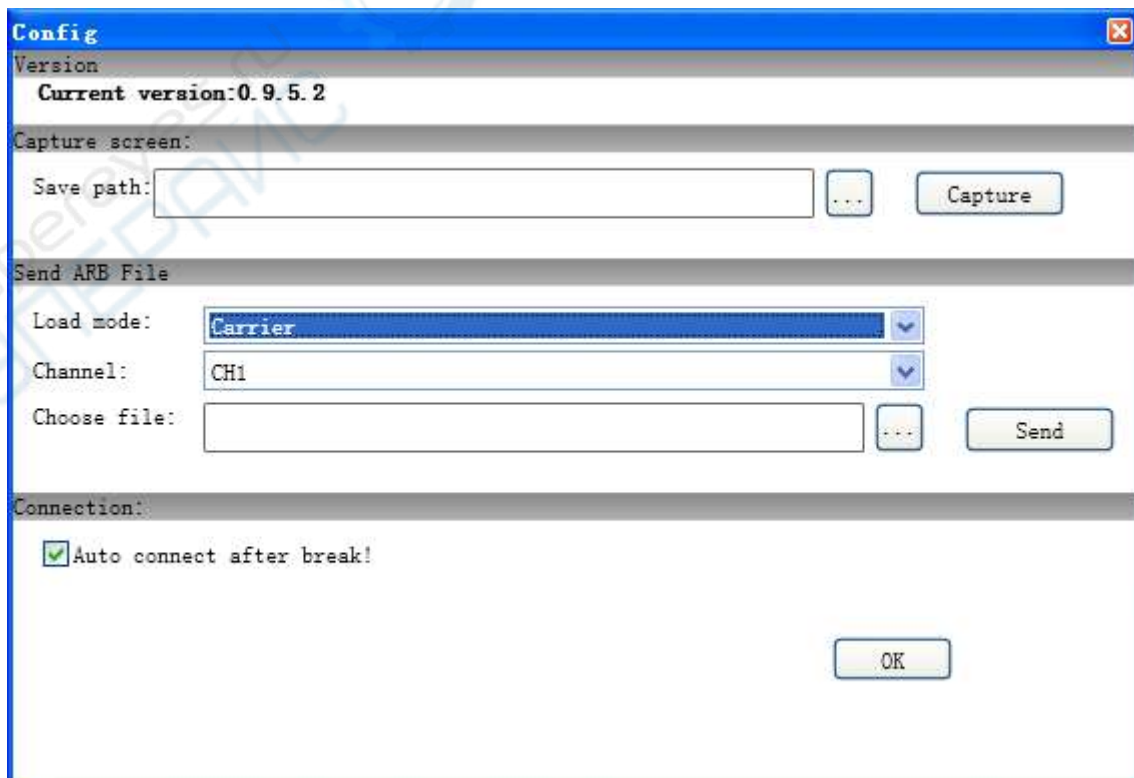 Config
Version
Current version:0.9.5.2
Capture screen:
Save path: ... Capture
Send ARB File
Load mode: Carrier
Channel: CH1
Choose file: ... Send
Connection:
Auto connect after break!
OK